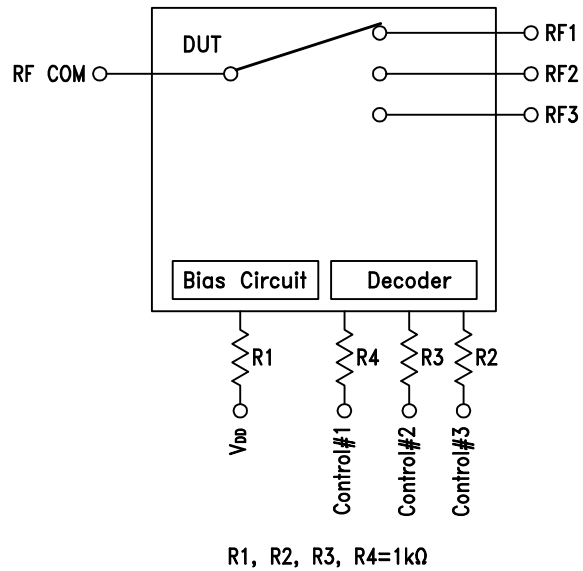 DUT
RF1
RF COM
RF2
RF3
Bias Circuit
Decoder
R1
R4
R3
R2
VDD
Control#1
Control#2
Control#3
R1, R2, R3, R4=1kΩ